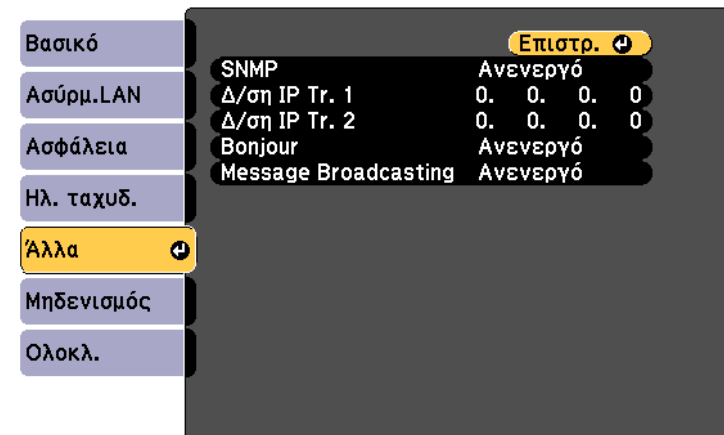 Βασικό
Ασύρμ.LAN
Ασφάλεια
Ηλ. ταχυδ.
Άλλα
Μηδενισμός
Ολοκλ.
Επιστρ.
SNMP Ανενεργό
Δ/ση IP Tr. 1 0. 0. 0. 0
Δ/ση IP Tr. 2 0. 0. 0. 0
Bonjour Ανενεργό
Message Broadcasting Ανενεργό